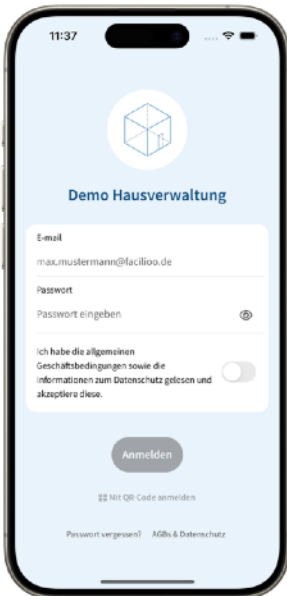 11:37
Demo Hausverwaltung
E-mail
max.mustermann@facilioo.de
Passwort
Passwort eingeben
Ich habe die allgemeinen
Geschäftsbedingungen sowie die
Informationen zum Datenschutz gelesen und
akzeptiere diese.
Anmelden
Mit QR-Code anmelden
Passwort vergessen? AGBs & Datenschutz